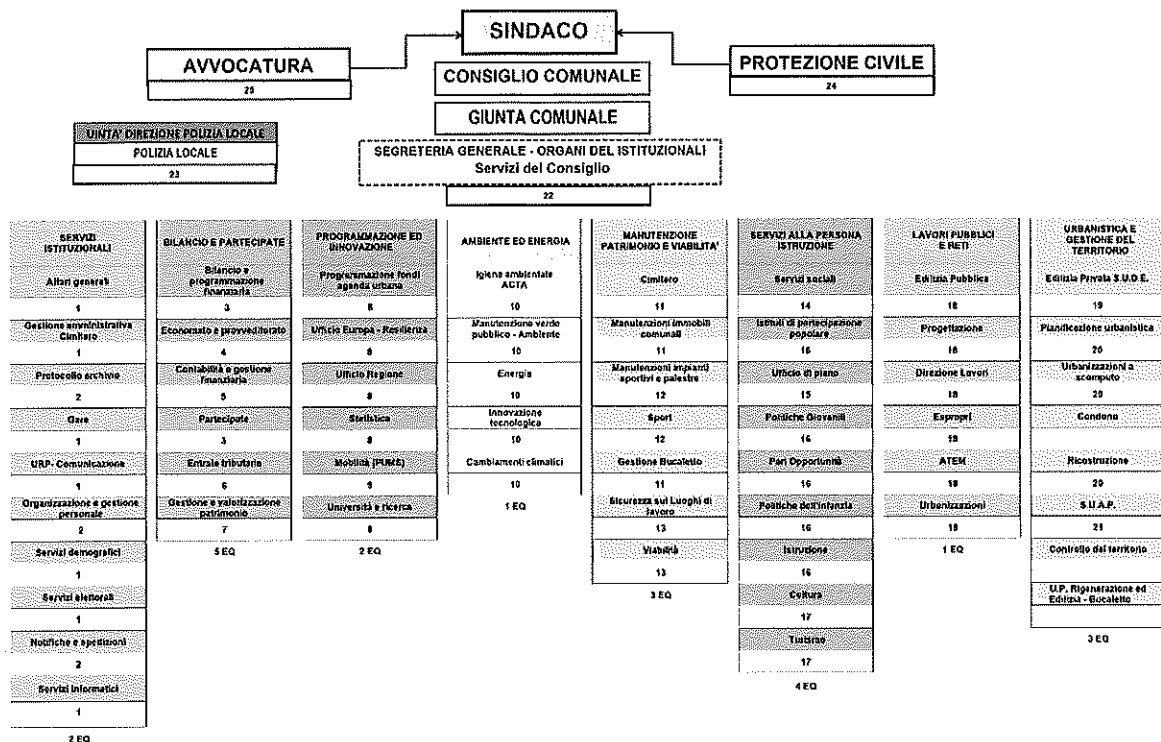 SINDACO
AVVOCATURA
25
CONSIGLIO COMUNALE
PROTEZIONE CIVILE
24
GIUNTA COMUNALE
UINTA' DIREZIONE POLIZIA LOCALE
POLIZIA LOCALE
23
SEGRETERIA GENERALE - ORGANI DEL ISTITUZIONALI
Servizi del Consiglio
22
SERVIZI
ISTITUZIONALI
Affari generali
1
Gestione amministrativa
Cimitero
1
Protocollo archivio
2
Gare
1
URP- Comunicazione
1
Organizzazione e gestione
personale
2
Servizi demografici
1
Servizi elettorali
1
Notifiche e spedizioni
2
Servizi informatici
1
2 EQ
BILANCIO E PARTECIPATE
Bilancio e
programmazione
finanziaria
3
Economato e provveditorato
4
Contabilità e gestione
finanziaria
5
Partecipate
3
Entrate tributarie
6
Gestione e valorizzazione
patrimonio
7
5 EQ
PROGRAMMAZIONE ED
INNOVAZIONE
Programmazione fondi
agenda urbana
8
Ufficio Europa - Resilienza
8
Ufficio Regione
8
Statistica
8
Mobilità (PUMS)
9
Università e ricerca
8
2 EQ
AMBIENTE ED ENERGIA
Igiene ambientale
ACTA
10
Manutenzione verde
pubblico - Ambiente
10
Energia
10
Innovazione
tecnologica
10
Cambiamenti climatici
10
1 EQ
MANUTENZIONE
PATRIMONIO E VIABILITA'
Cimitero
11
Manutenzioni immobili
comunali
11
Manutenzioni impianti
sportivi e palestre
12
Sport
12
Gestione Bucaletto
11
Sicurezza sui Luoghi di
lavoro
13
Viabilità
13
3 EQ
SERVIZI ALLA PERSONA
ISTRUZIONE
Servizi sociali
14
Istituti di partecipazione
popolare
16
Ufficio di piano
15
Politiche Giovanili
16
Pari Opportunità
16
Politiche dell'infanzia
16
Istruzione
16
Cultura
17
Turismo
17
4 EQ
LAVORI PUBBLICI
E RETI
Edilizia Pubblica
18
Progettazione
18
Direzione Lavori
18
Espropri
18
ATEM
18
Urbanizzazioni
18
1 EQ
URBANISTICA E
GESTIONE DEL
TERRITORIO
Edilizia Privata S.U.D.E.
19
Pianificazione urbanistica
20
Urbanizzazioni a
scomputo
20
Condono
Ricostruzione
20
S.U.A.P.
21
Controllo del territorio
U.P. Rigenerazione ed
Edilizia - Bucaletto
3 EQ